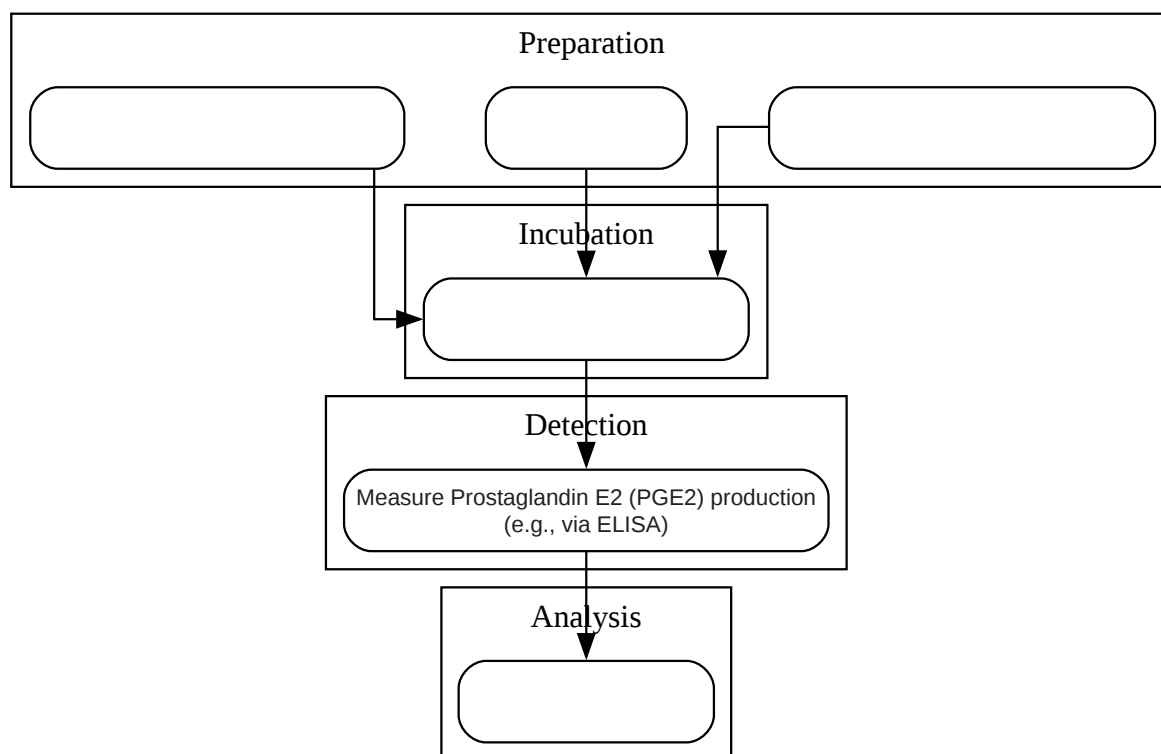 Preparation
Incubation
Detection
Measure Prostaglandin E2 (PGE2) production
(e.g., via ELISA)
Analysis